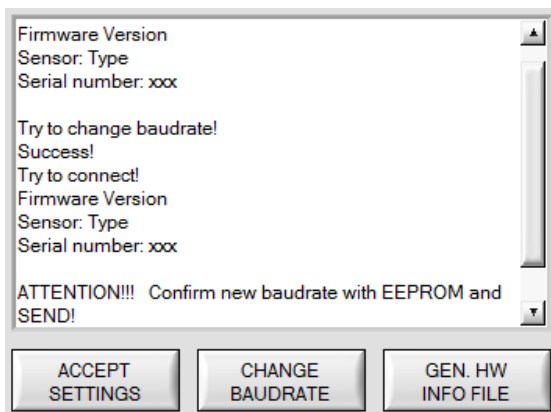 Firmware Version
Sensor: Type
Serial number: xxx
Try to change baudrate!
Success!
Try to connect!
Firmware Version
Sensor: Type
Serial number: xxx
ATTENTION!!!   Confirm new baudrate with EEPROM and
SEND!
ACCEPT
SETTINGS
CHANGE
BAUDRATE
GEN. HW
INFO FILE